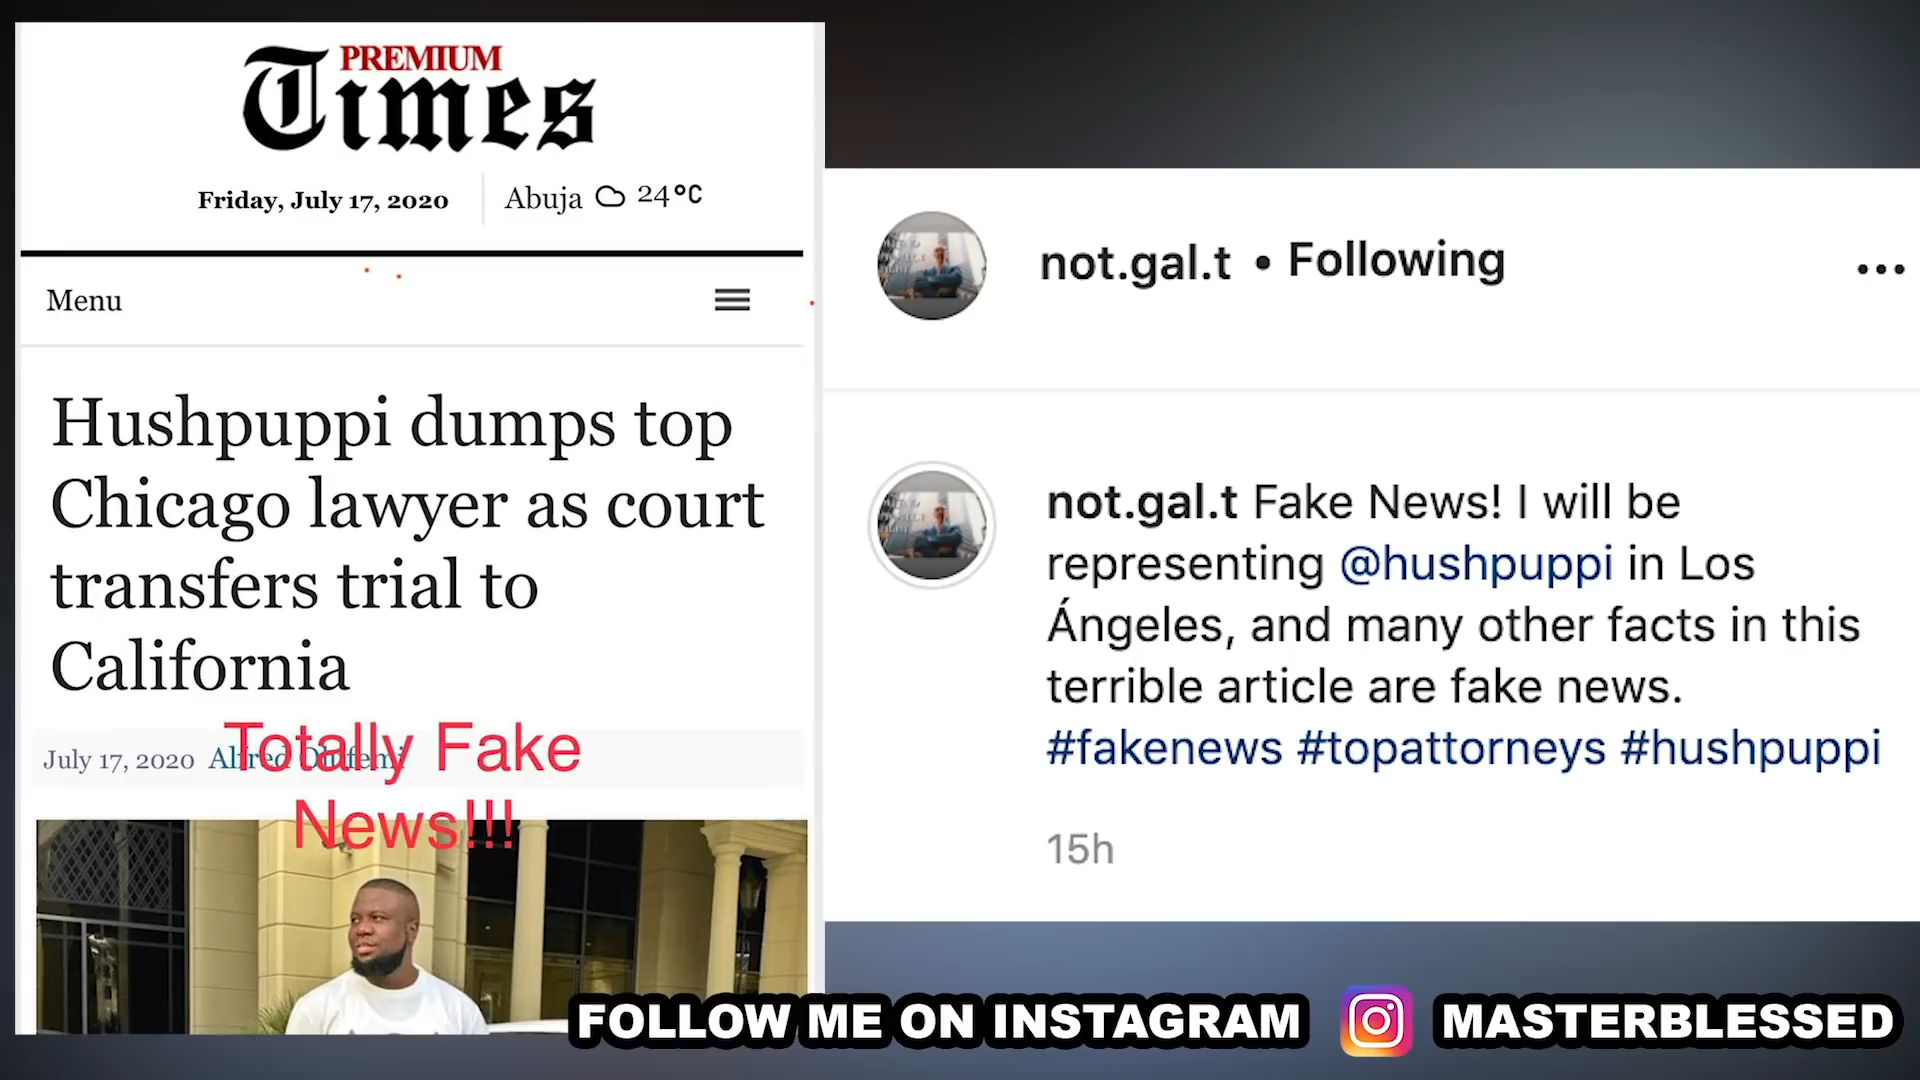 PREMIUM
Times
Friday, July 17, 2020
Abuja 24°C
Menu
Hushpuppi dumps top
Chicago lawyer as court
transfers trial to
California
July 17, 2020 Alfred Olufemi
Totally Fake
News!!!
not.gal.t • Following
not.gal.t Fake News! I will be
representing @hushpuppi in Los
Ángeles, and many other facts in this
terrible article are fake news.
#fakenews #topattorneys #hushpuppi
15h
FOLLOW ME ON INSTAGRAM MASTERBLESSED